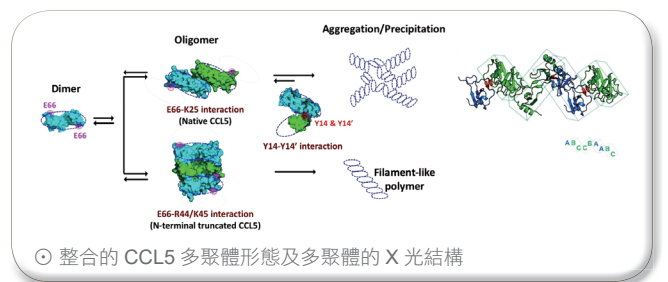 Oligomer
Aggregation/Precipitation
Dimer
E66
E66
E66-K25 interaction
(Native CCL5)
Y14 & Y14'
Y14-Y14' interaction
E66-R44/K45 interaction
(N-terminal truncated CCL5)
Filament-like
polymer
A B C C B A A B C
⊙ 整合的 CCL5 多聚體形態及多聚體的 X 光結構